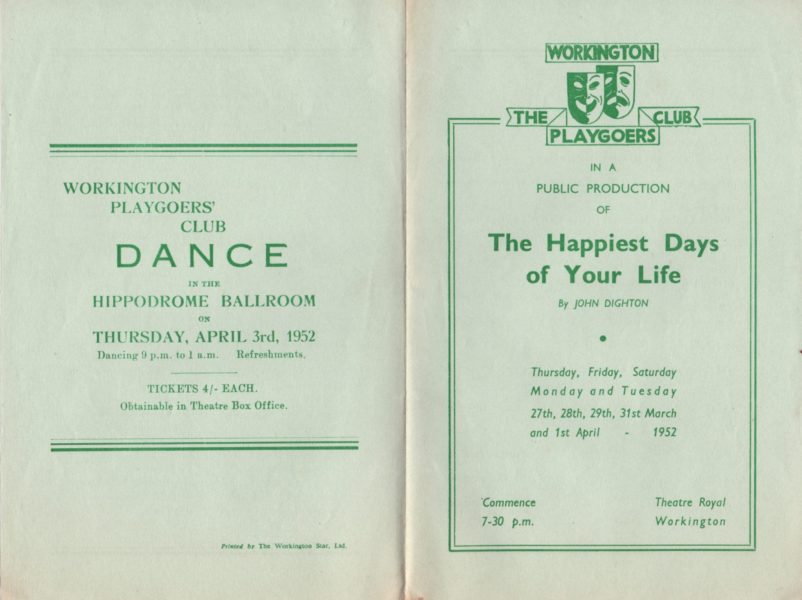 WORKINGTON
PLAYGOERS'
CLUB
DANCE
IN THE
HIPPODROME BALLROOM
ON
THURSDAY, APRIL 3rd, 1952
Dancing 9 p.m. to 1 a.m. Refreshments.
TICKETS 4/- EACH.
Obtainable in Theatre Box Office.
Printed by The Workington Star, Ltd.
WORKINGTON
THE CLUB
PLAYGOERS
IN A
PUBLIC PRODUCTION
OF
The Happiest Days
of Your Life
By JOHN DIGHTON
Thursday, Friday, Saturday
Monday and Tuesday
27th, 28th, 29th, 31st March
and 1st April - 1952
Commence Theatre Royal
7-30 p.m. Workington